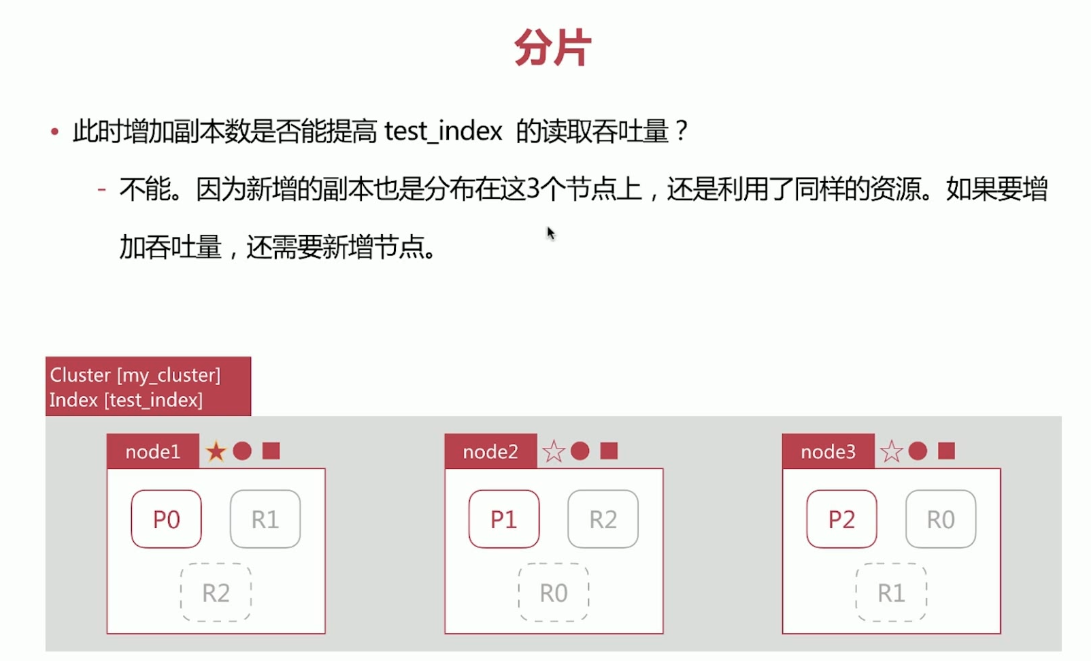 分片
• 此时增加副本数是否能提高 test_index 的读取吞吐量？
- 不能。因为新增的副本也是分布在这3个节点上，还是利用了同样的资源。如果要增
加吞吐量，还需要新增节点。
Cluster [my_cluster]
Index [test_index]
node1
P0
R1
R2
node2
P1
R2
R0
node3
P2
R0
R1